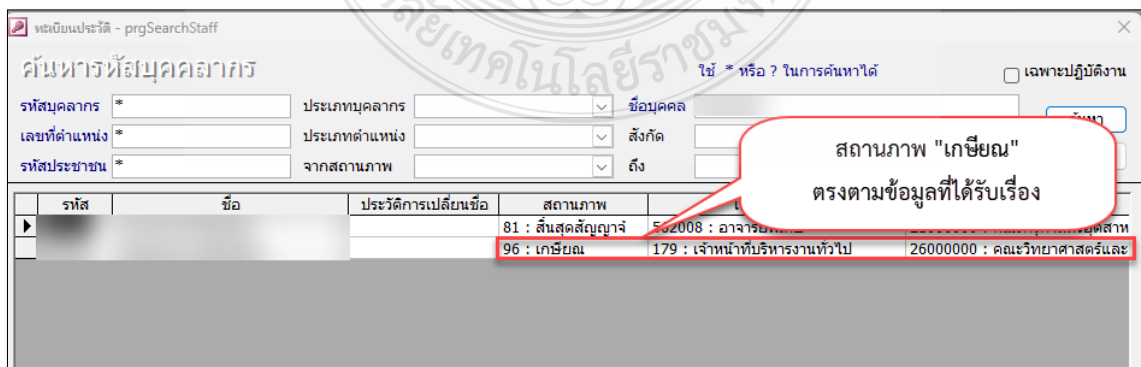 ทะเบียนประวัติ - prgSearchStaff
ค้นหารหัสบุคคลากร
ใช้ * หรือ ? ในการค้นหาได้
เฉพาะปฏิบัติงาน
รหัสบุคลากร * ประเภทบุคลากร ชื่อบุคคล
เลขที่ตำแหน่ง * ประเภทตำแหน่ง สังกัด
รหัสประชาชน * จากสถานภาพ ถึง
สถานภาพ "เกษียณ"
ตรงตามข้อมูลที่ได้รับเรื่อง
รหัส ชื่อ ประวัติการเปลี่ยนชื่อ สถานภาพ
81 : สิ้นสุดสัญญาจ้
96 : เกษียณ 179 : เจ้าหน้าที่บริหารงานทั่วไป 26000000 : คณะวิทยาศาสตร์และ